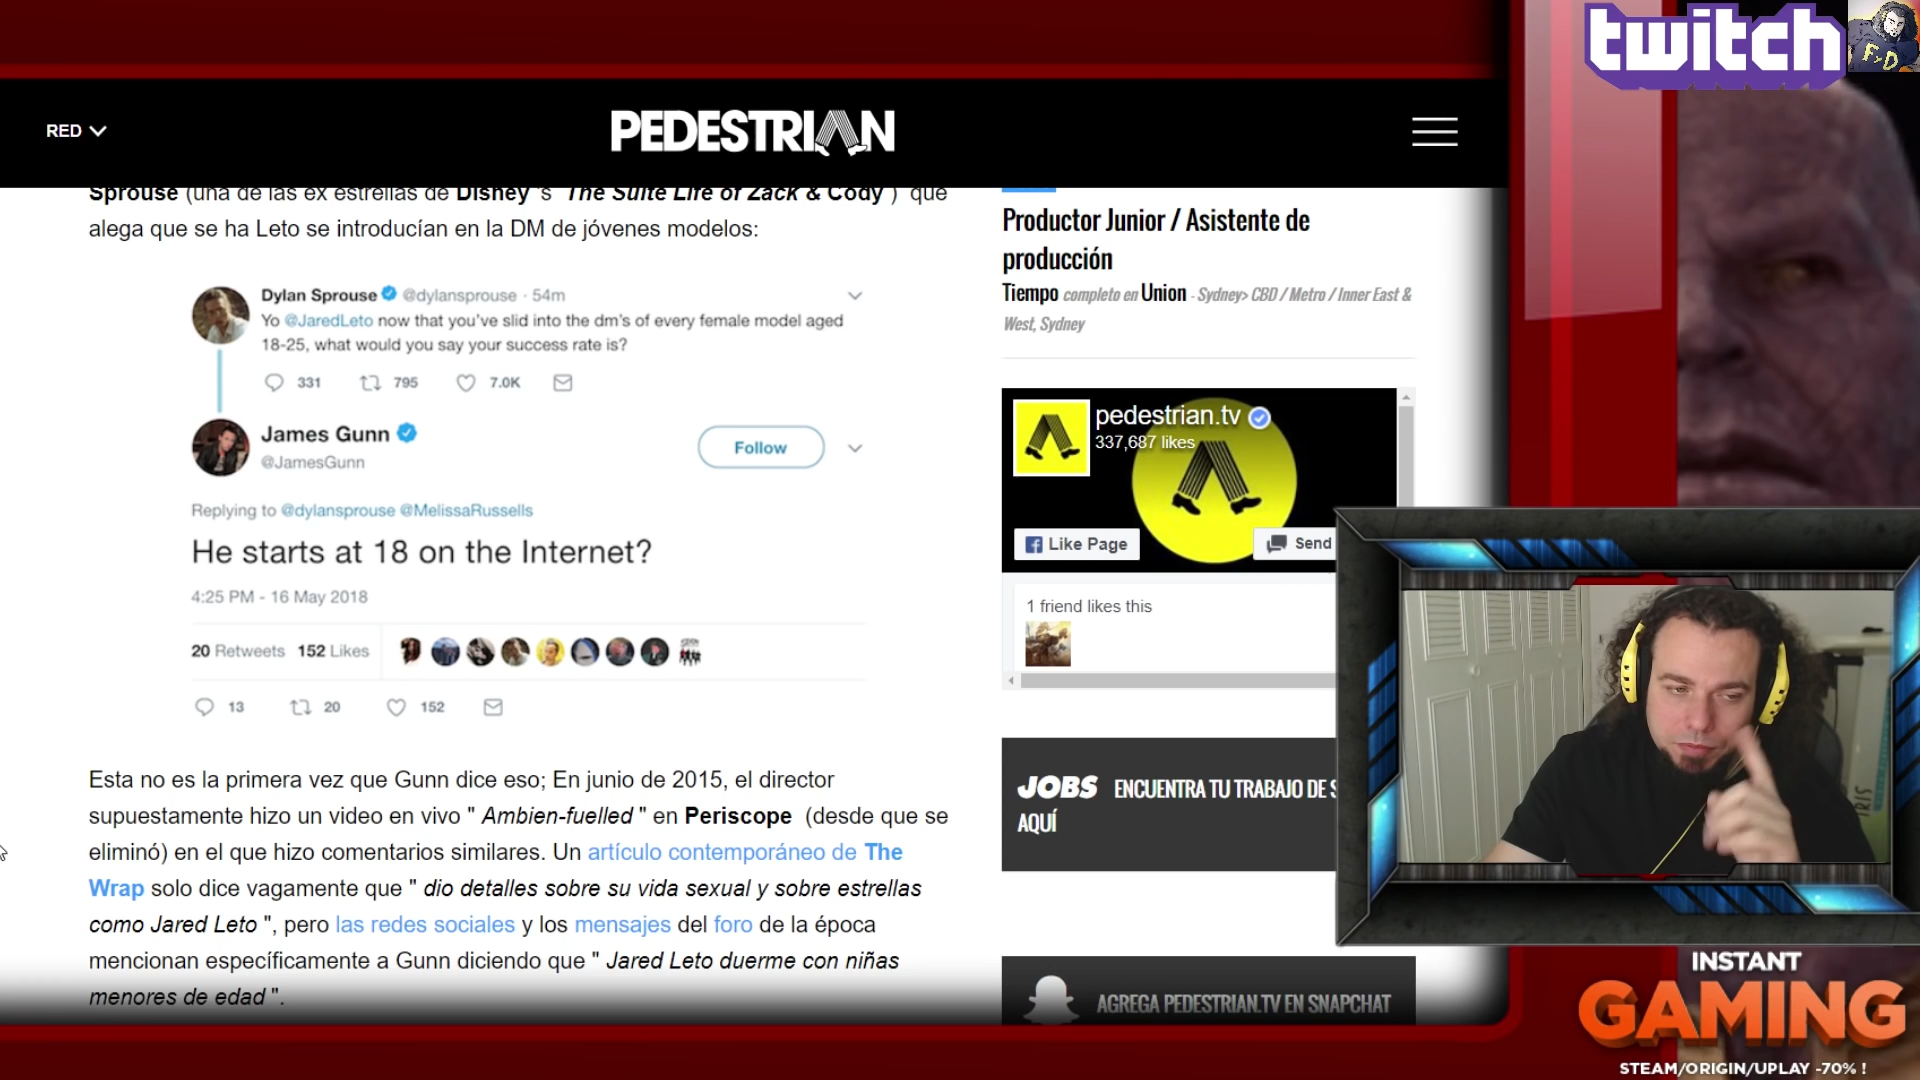 twitch
F,D
RED
PEDESTRIAN
Sprouse (una de las ex estrellas de Disney 's "The Suite Life of Zack & Cody") que
alega que se ha Leto se introducían en la DM de jóvenes modelos:
Dylan Sprouse @dylansprouse · 54m
Yo @JaredLeto now that you've slid into the dm's of every female model aged
18-25, what would you say your success rate is?
331 795 7.0K
James Gunn
@JamesGunn
Follow
Replying to @dylansprouse @MelissaRussells
He starts at 18 on the Internet?
4:25 PM - 16 May 2018
20 Retweets 152 Likes
13 20 152
Esta no es la primera vez que Gunn dice eso; En junio de 2015, el director
supuestamente hizo un video en vivo " Ambien-fuelled " en Periscope (desde que se
eliminó) en el que hizo comentarios similares. Un artículo contemporáneo de The
Wrap solo dice vagamente que " dio detalles sobre su vida sexual y sobre estrellas
como Jared Leto ", pero las redes sociales y los mensajes del foro de la época
mencionan específicamente a Gunn diciendo que " Jared Leto duerme con niñas
menores de edad ".
Productor Junior / Asistente de
producción
Tiempo completo en Union - Sydney> CBD / Metro / Inner East &
West, Sydney
pedestrian.tv
337,687 likes
Like Page
Send
1 friend likes this
JOBS ENCUENTRA TU TRABAJO DE S
AQUÍ
AGREGA PEDESTRIAN.TV EN SNAPCHAT
INSTANT
GAMING
STEAM/ORIGIN/UPLAY -70% !